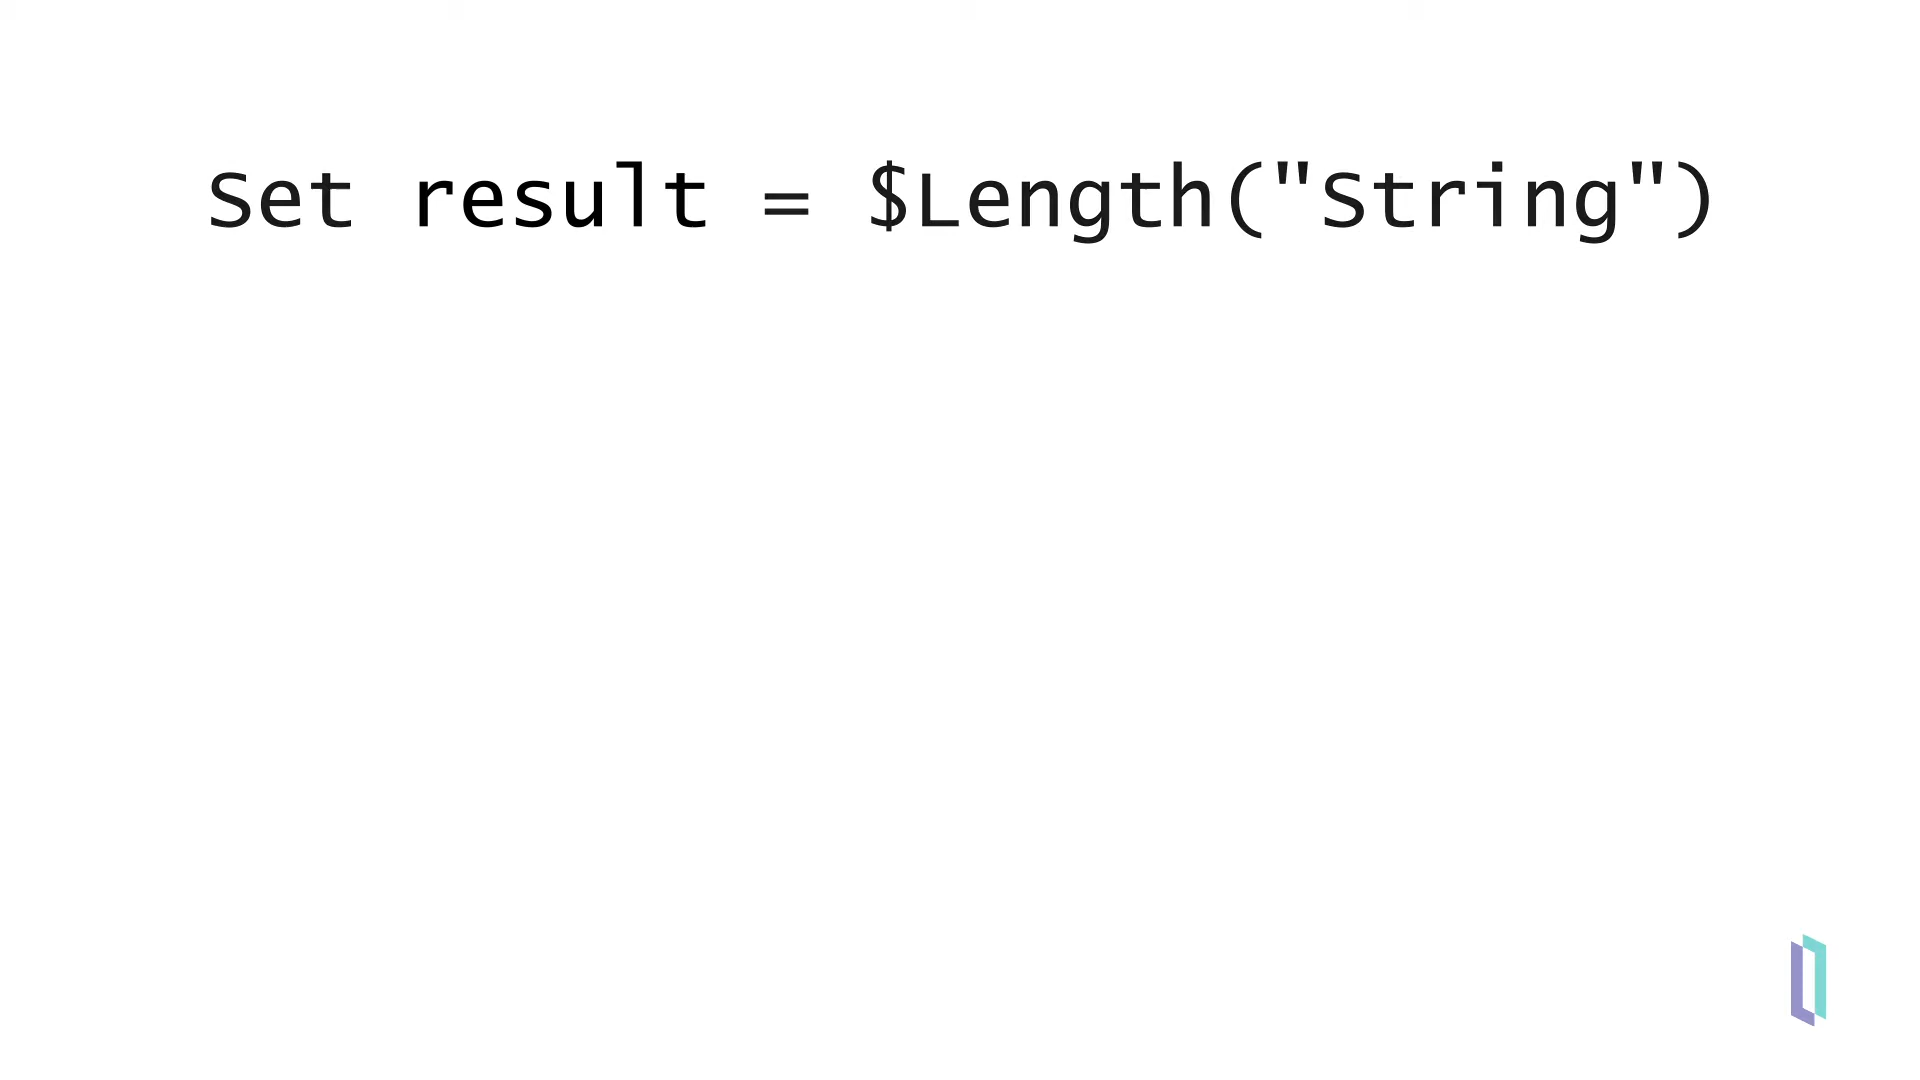 Set result = $Length("String")